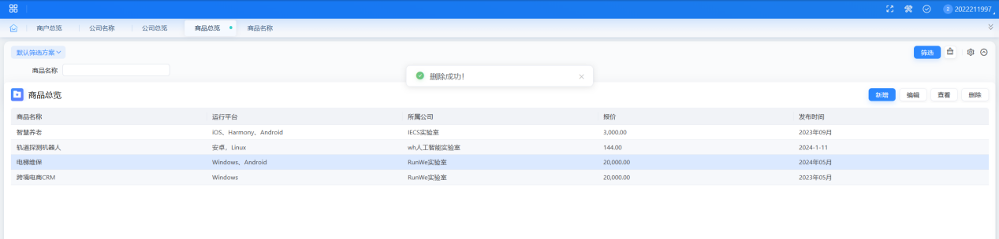 2 2022211997
商户总览 公司名称 公司总览 商品总览 商品名称
默认筛选方案 筛选
商品名称
删除成功!
商品总览 新增 编辑 查看 删除
商品名称 运行平台 所属公司 报价 发布时间
智慧养老 iOS、Harmony、Android IECS实验室 3,000.00 2023年09月
轨道探测机器人 安卓，Linux wh人工智能实验室 144.00 2024-1-11
电梯维保 Windows、Android RunWe实验室 20,000.00 2024年05月
跨境电商CRM Windows RunWe实验室 20,000.00 2023年05月